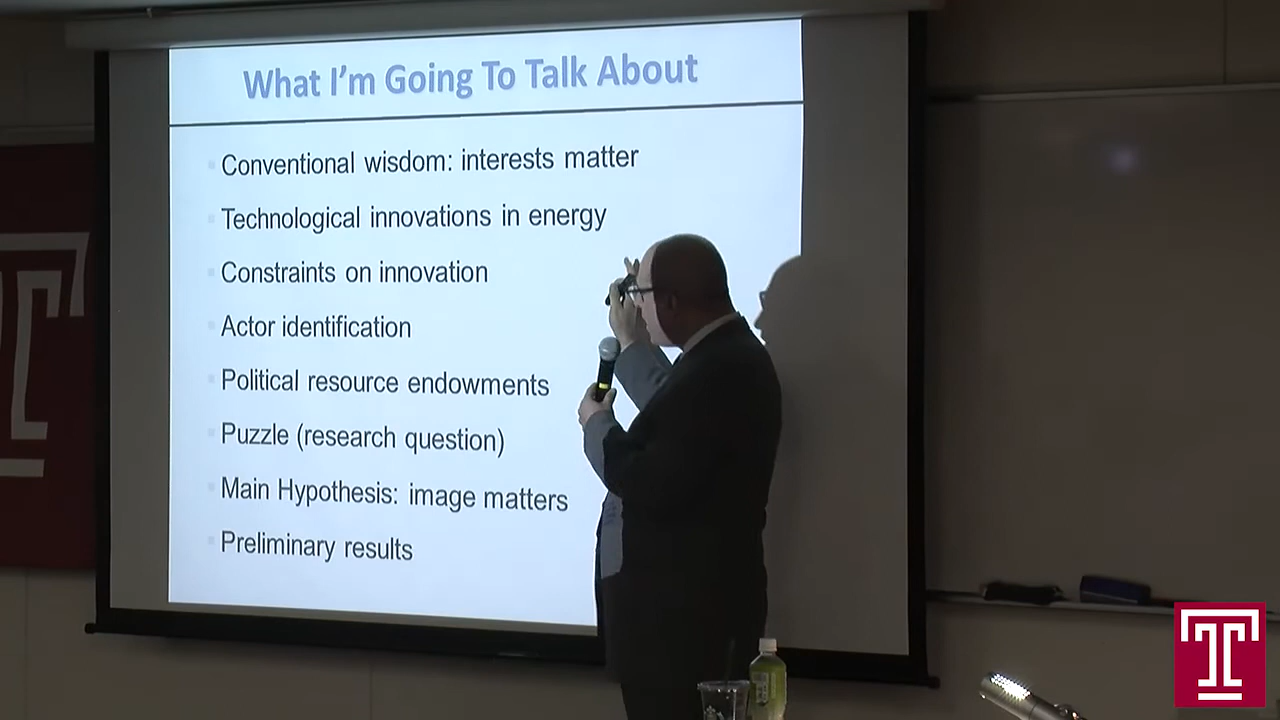 What I'm Going To Talk About
Conventional wisdom: interests matter
Technological innovations in energy
Constraints on innovation
Actor identification
Political resource endowments
Puzzle (research question)
Main Hypothesis: image matters
Preliminary results
T
T